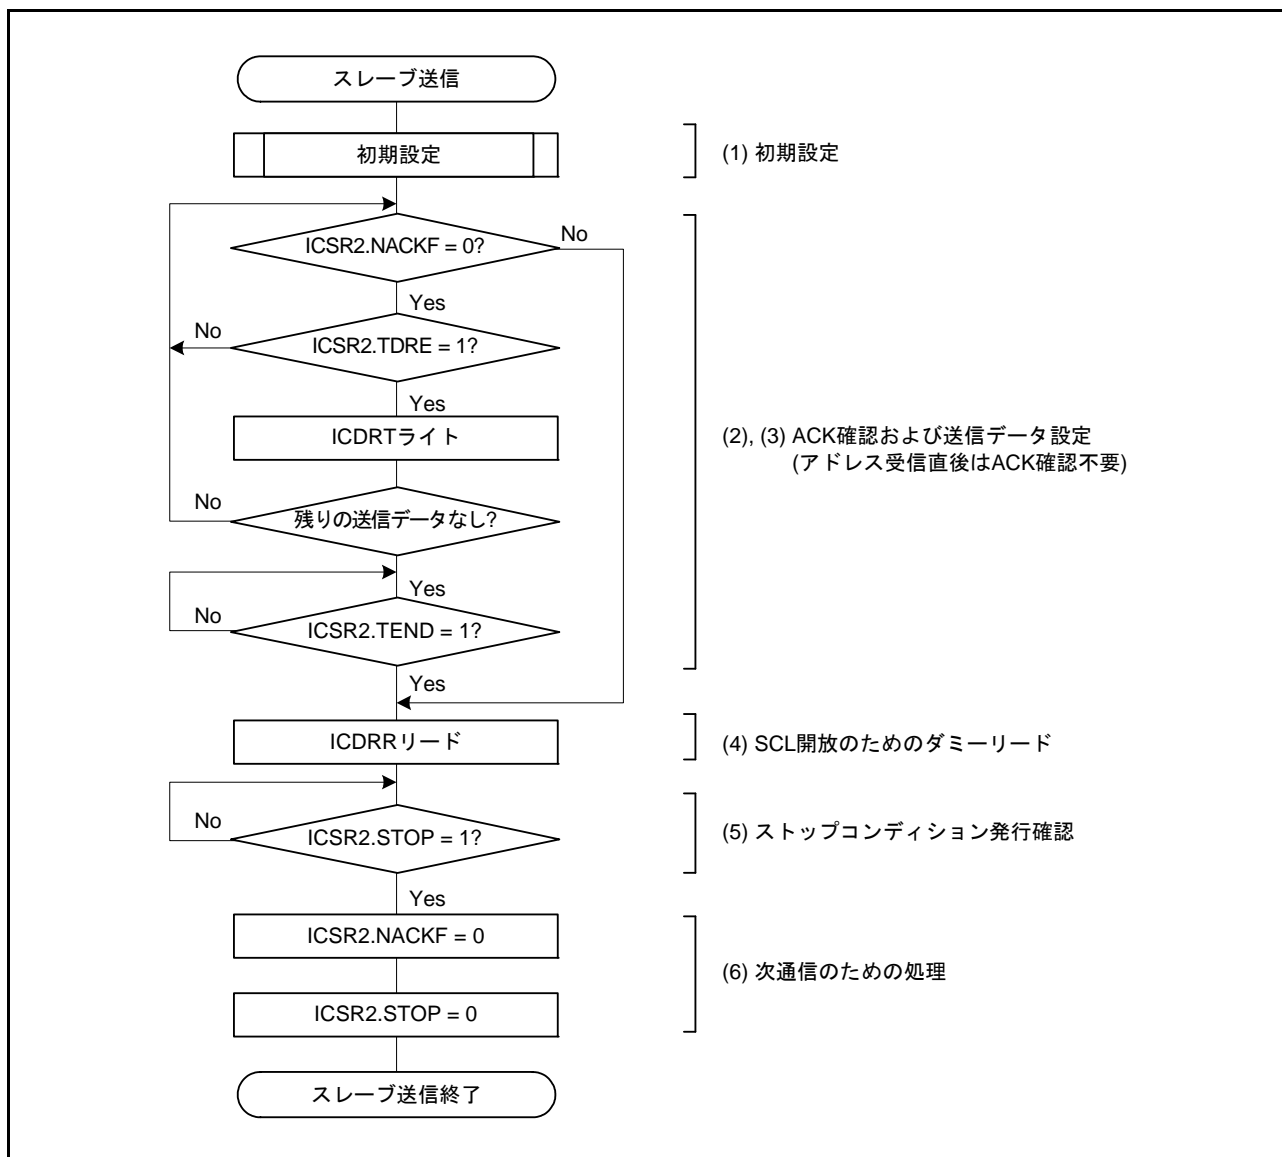 スレーブ送信
初期設定
(1) 初期設定
ICSR2.NACKF = 0?
No
Yes
No
ICSR2.TDRE = 1?
Yes
ICDRTライト
(2), (3) ACK確認および送信データ設定
(アドレス受信直後はACK確認不要)
No
残りの送信データなし?
Yes
No
ICSR2.TEND = 1?
Yes
ICDRRリード
(4) SCL開放のためのダミーリード
No
ICSR2.STOP = 1?
(5) ストップコンディション発行確認
Yes
ICSR2.NACKF = 0
(6) 次通信のための処理
ICSR2.STOP = 0
スレーブ送信終了